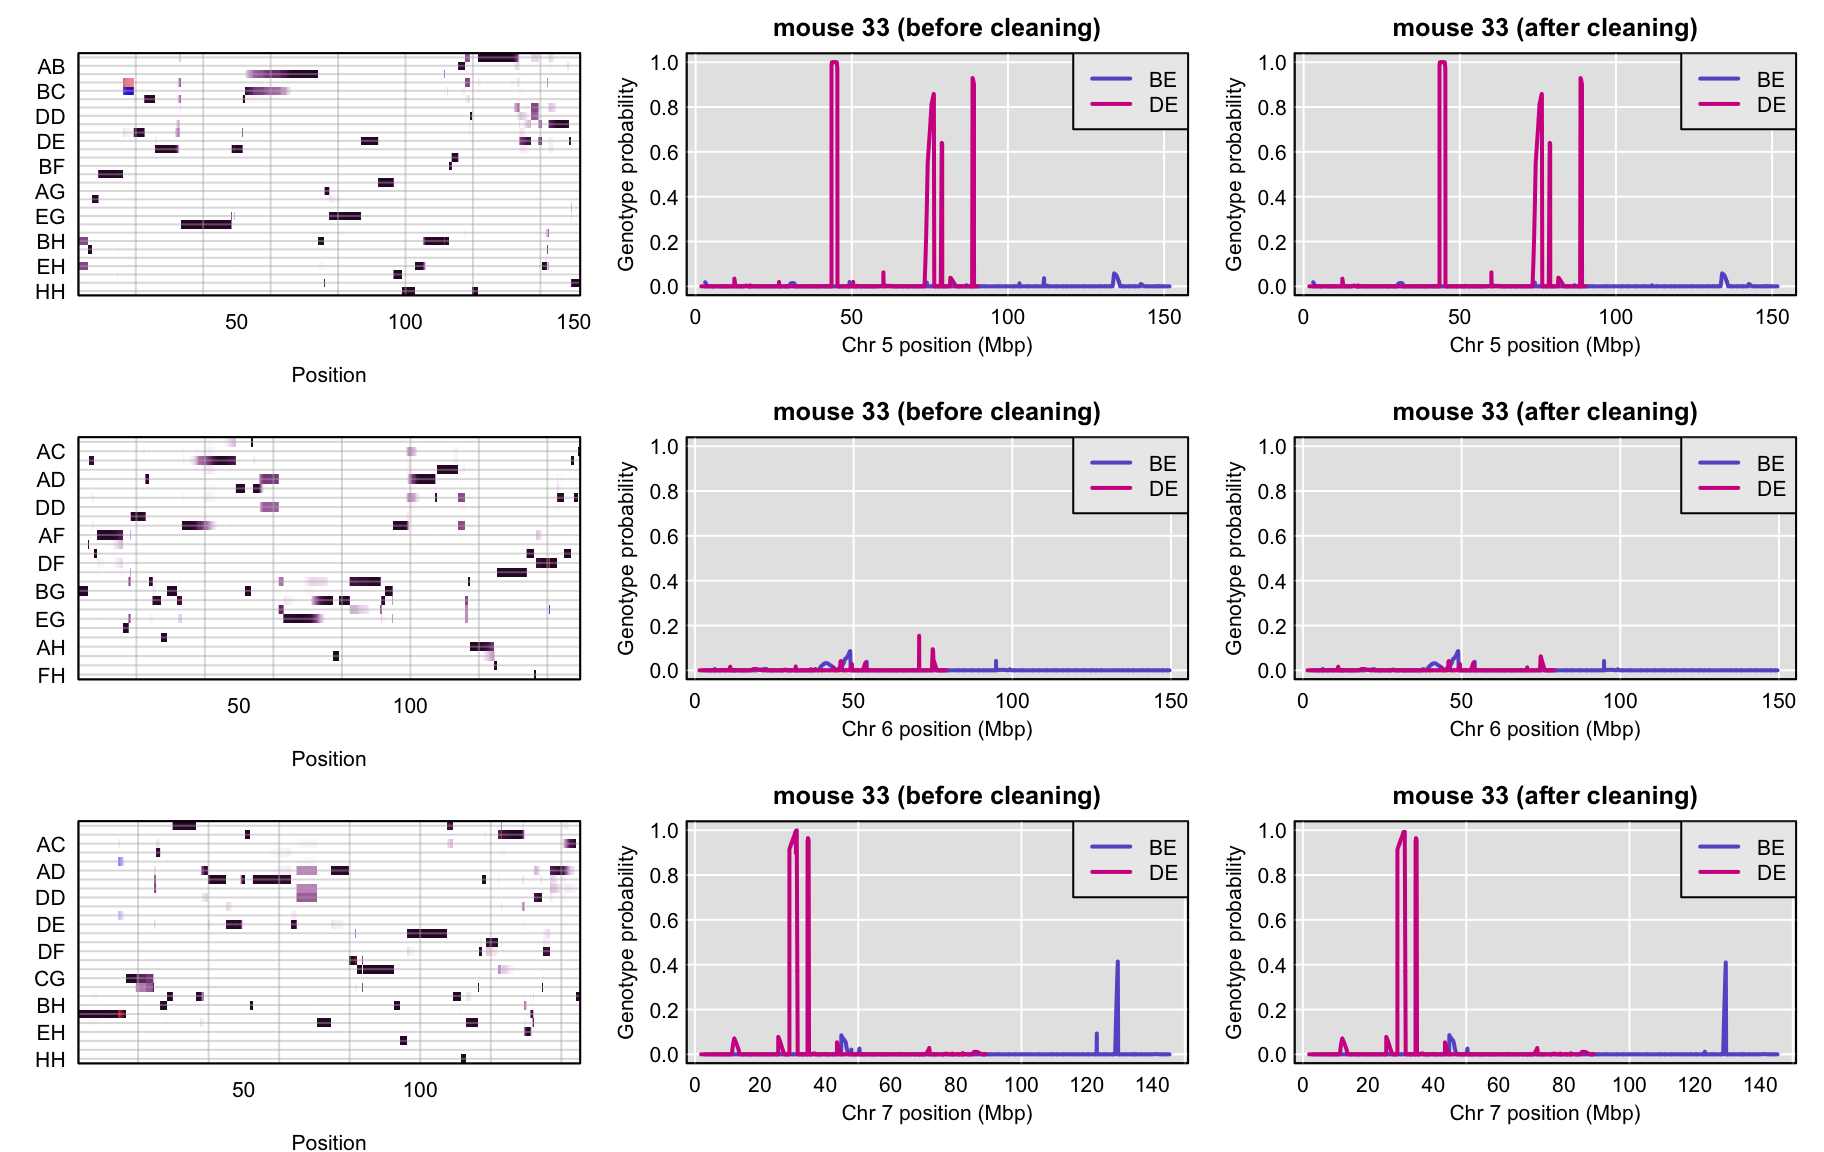 mouse 33 (before cleaning)
mouse 33 (after cleaning)
AB
BC
DD
DE
BF
AG
EG
BH
EH
HH
50
100
150
Position
Genotype probability
1.0
0.8
0.6
0.4
0.2
0.0
BE
DE
0
50
100
150
Chr 5 position (Mbp)
Genotype probability
1.0
0.8
0.6
0.4
0.2
0.0
BE
DE
0
50
100
150
Chr 5 position (Mbp)
mouse 33 (before cleaning)
mouse 33 (after cleaning)
AC
AD
DD
AF
DF
BG
EG
AH
FH
50
100
Position
Genotype probability
1.0
0.8
0.6
0.4
0.2
0.0
BE
DE
0
50
100
150
Chr 6 position (Mbp)
Genotype probability
1.0
0.8
0.6
0.4
0.2
0.0
BE
DE
0
50
100
150
Chr 6 position (Mbp)
mouse 33 (before cleaning)
mouse 33 (after cleaning)
AC
AD
DD
DE
DF
CG
BH
EH
HH
50
100
Position
Genotype probability
1.0
0.8
0.6
0.4
0.2
0.0
BE
DE
0
20
40
60
80
100
120
140
Chr 7 position (Mbp)
Genotype probability
1.0
0.8
0.6
0.4
0.2
0.0
BE
DE
0
20
40
60
80
100
120
140
Chr 7 position (Mbp)